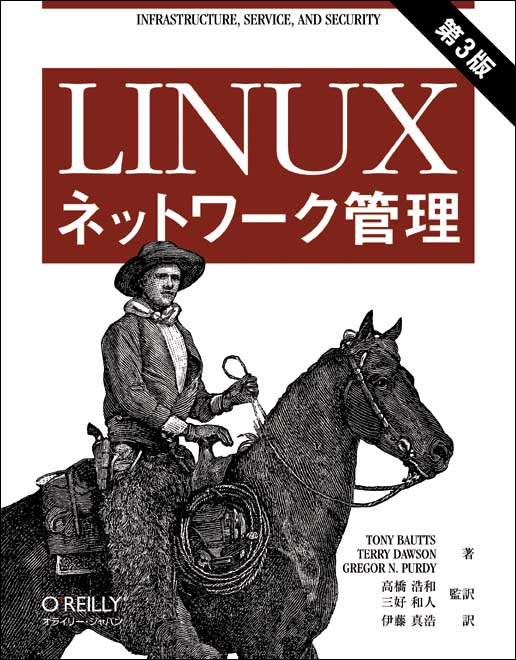 INFRASTRUCTURE, SERVICE, AND SECURITY
第3版
LINUX
ネットワーク管理
TONY BAUTTS
TERRY DAWSON
GREGOR N. PURDY
著
高橋 浩和
三好 和人
監訳
伊藤 真浩 訳
O'REILLY®
オライリー・ジャパン